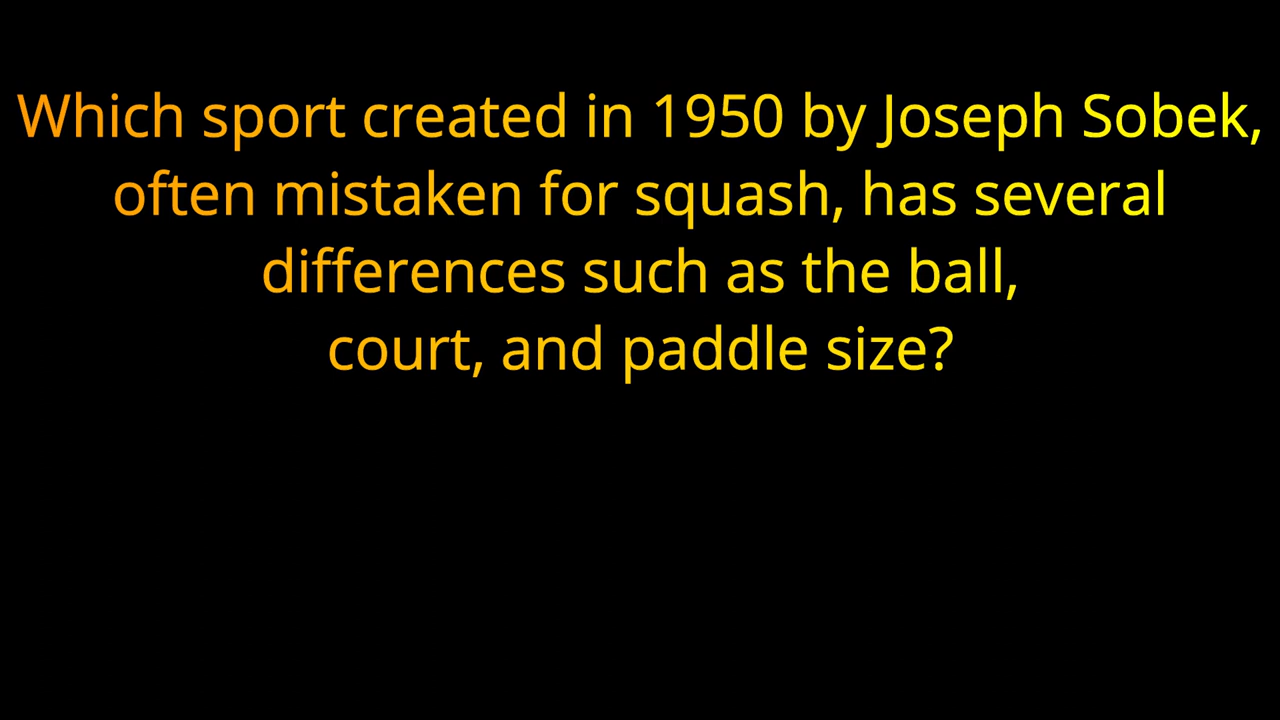 Which sport created in 1950 by Joseph Sobek,
often mistaken for squash, has several
differences such as the ball,
court, and paddle size?